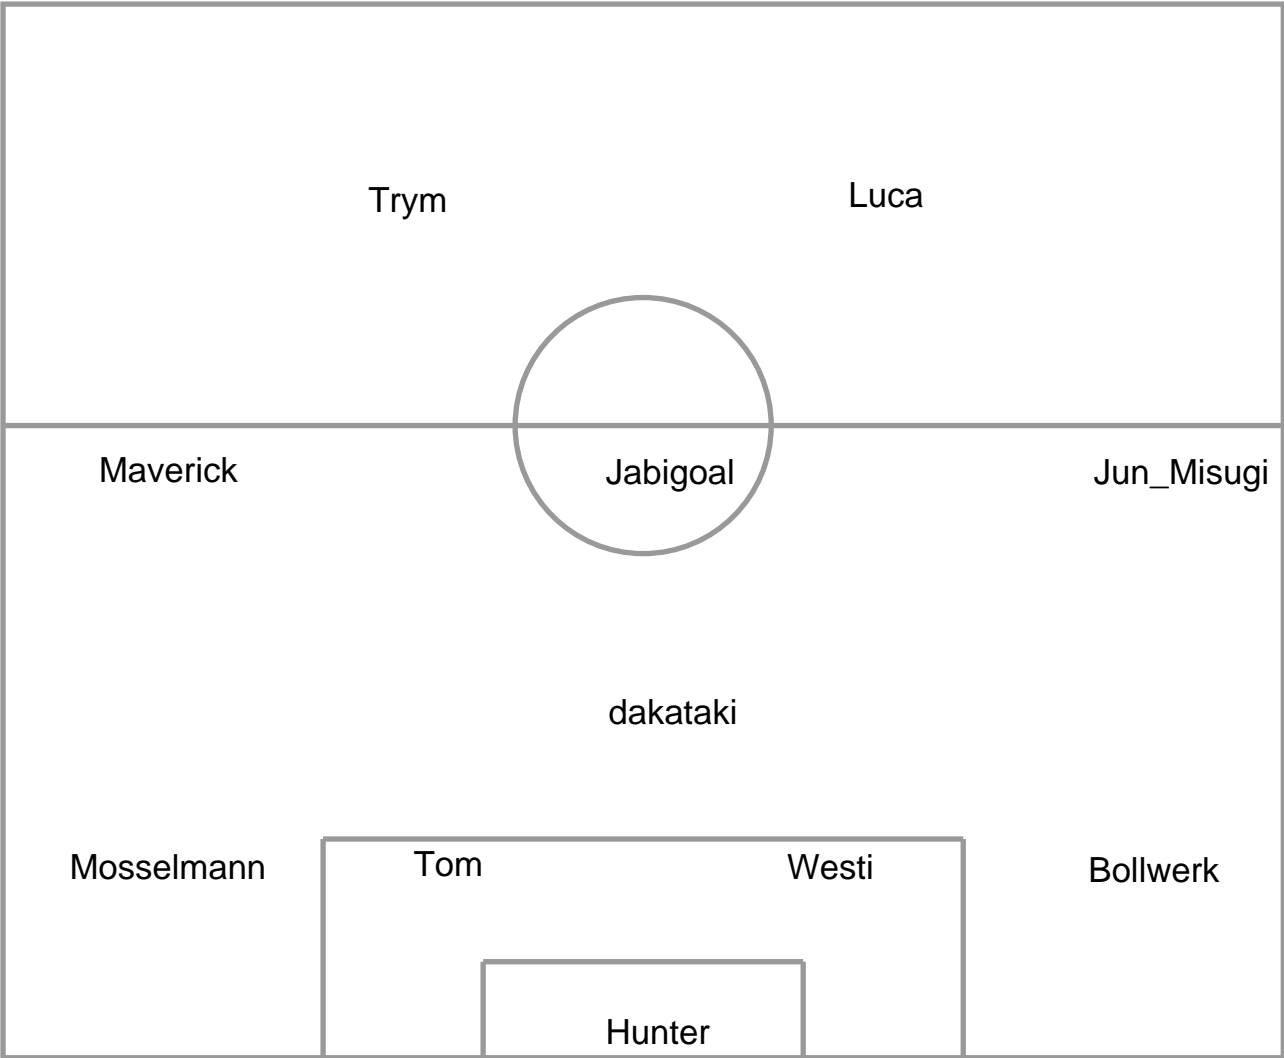 Trym
Luca
Maverick
Jabigoal
Jun_Misugi
dakataki
Mosselmann
Tom
Westi
Bollwerk
Hunter